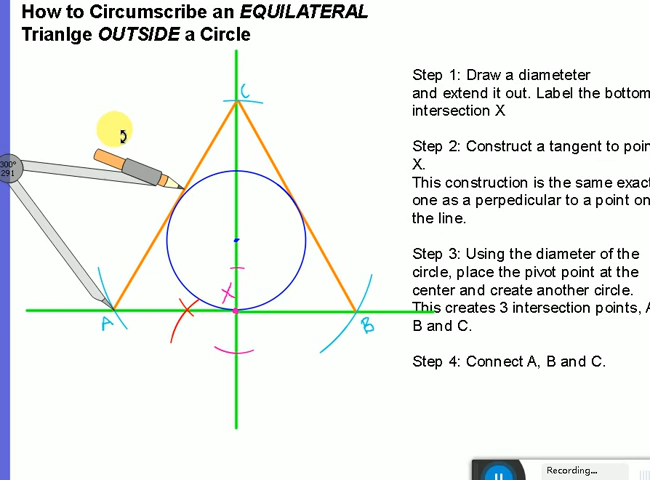 How to Circumscribe an EQUILATERAL
Trianlge OUTSIDE a Circle
Step 1: Draw a diameteter
and extend it out. Label the bottom
intersection X
Step 2: Construct a tangent to poin
X.
This construction is the same exac
one as a perpedicular to a point on
the line.
Step 3: Using the diameter of the
circle, place the pivot point at the
center and create another circle.
This creates 3 intersection points, A
B and C.
Step 4: Connect A, B and C.
C
300°
291
X
A
B
Recording...